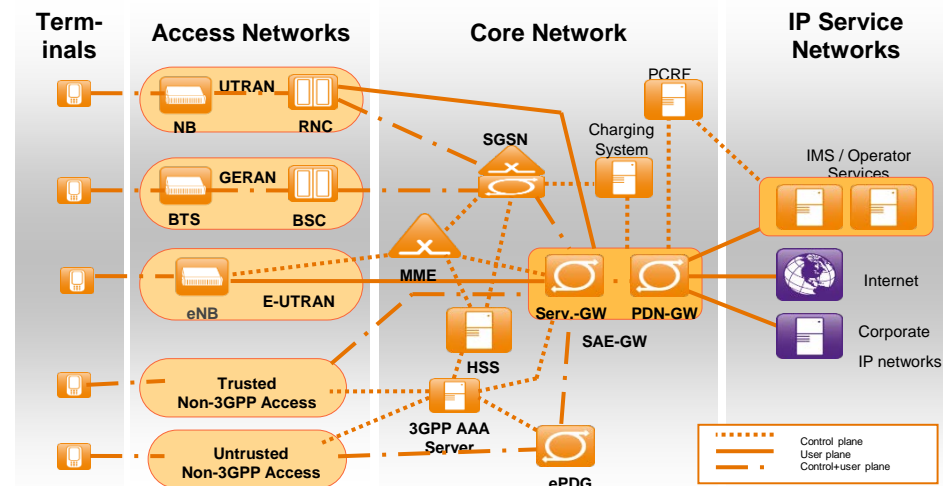 Term-
inals
Access Networks
Core Network
IP Service
Networks
UTRAN
NB
RNC
PCRF
SGSN
Charging
System
GERAN
BTS
BSC
IMS / Operator
Services
MME
eNB
E-UTRAN
Serv.-GW
PDN-GW
SAE-GW
Internet
Corporate
IP networks
HSS
Trusted
Non-3GPP Access
3GPP AAA
Server
Untrusted
Non-3GPP Access
ePDG
Control plane
User plane
Control+user plane